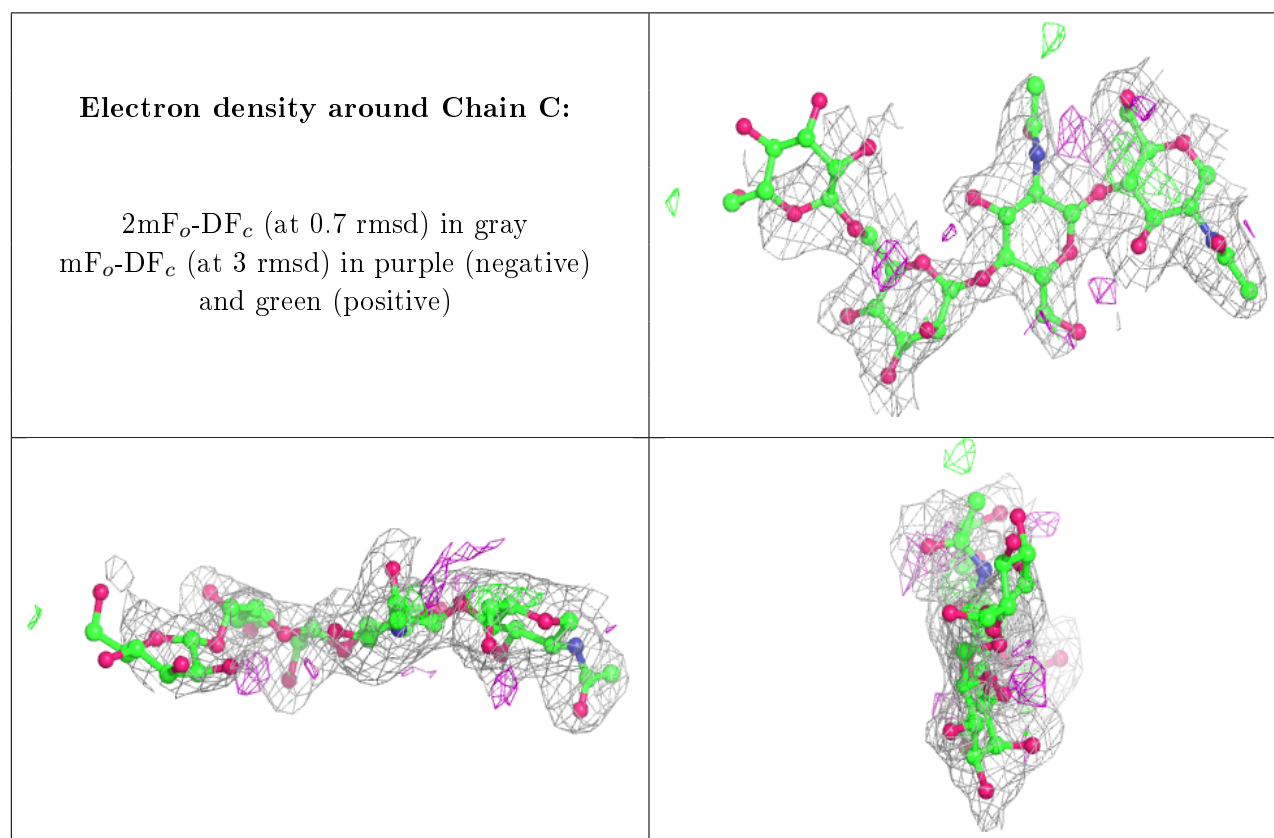 Electron density around Chain C:
2mFₒ-DF𝒸 (at 0.7 rmsd) in gray
mFₒ-DF𝒸 (at 3 rmsd) in purple (negative)
and green (positive)